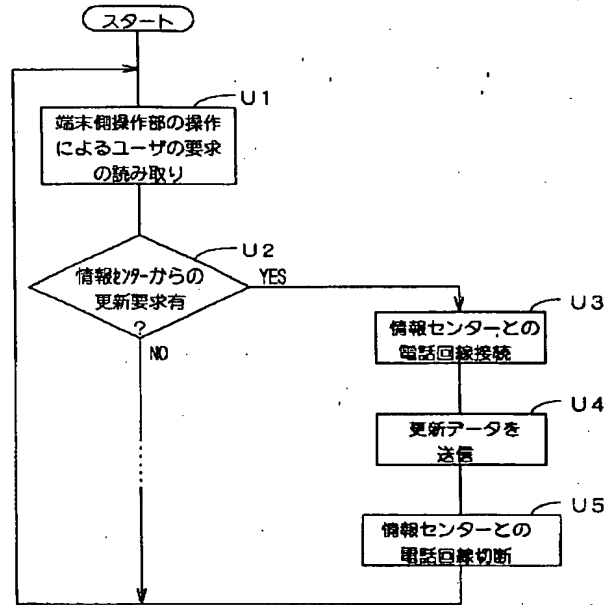 スタート
U1
端末側操作部の操作
によるユーザの要求
の読み取り
U2
情報ｾﾝﾀｰからの
更新要求有
?
YES
NO
U3
情報センターとの
電話回線接続
U4
更新データを
送信
U5
情報センターとの
電話回線切断